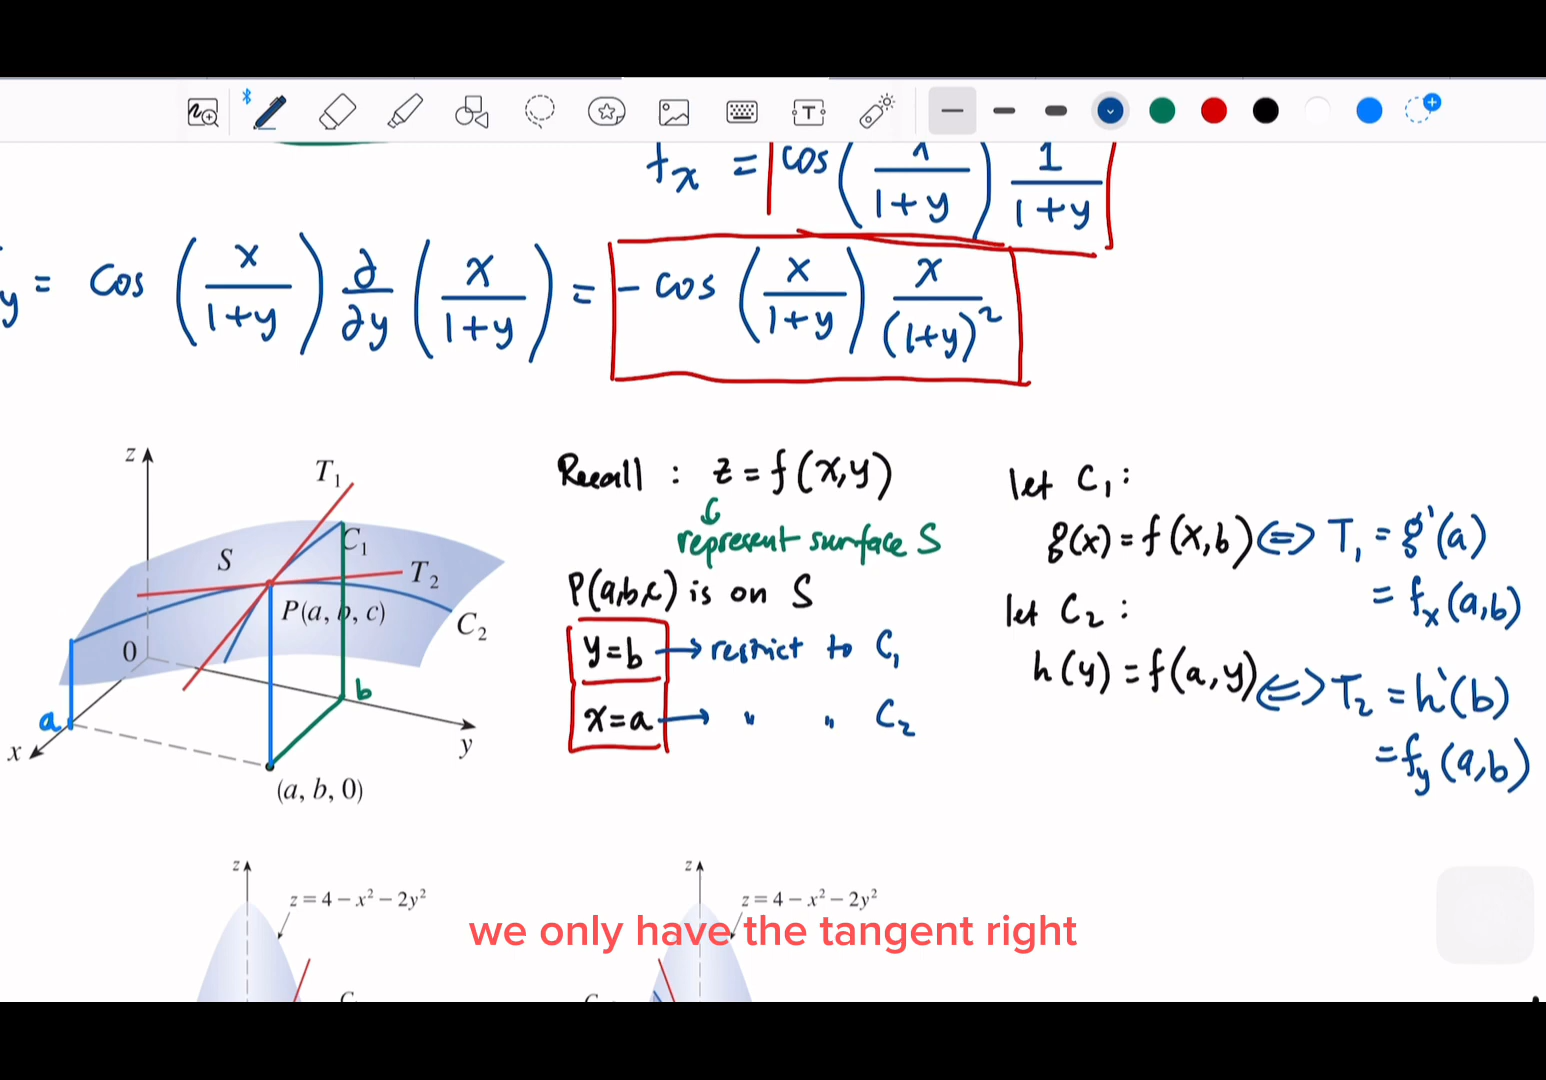 fx = cos(x/1+y) 1/1+y
y = cos(x/1+y) ∂/∂y (x/1+y) = - cos(x/1+y) x/(1+y)²
z
T1
S
C1
T2
P(a, b, c)
C2
0
a
b
x
y
(a, b, 0)
Recall : z = f(x,y)
represent surface S
P(a,b,c) is on S
y=b → restrict to C1
x=a → " " C2
let C1:
g(x) = f(x,b) <=> T1 = g'(a)
= fx(a,b)
let C2:
h(y) = f(a,y) <=> T2 = h'(b)
= fy(a,b)
z
z = 4 − x² − 2y²
z
z = 4 − x² − 2y²
we only have the tangent right